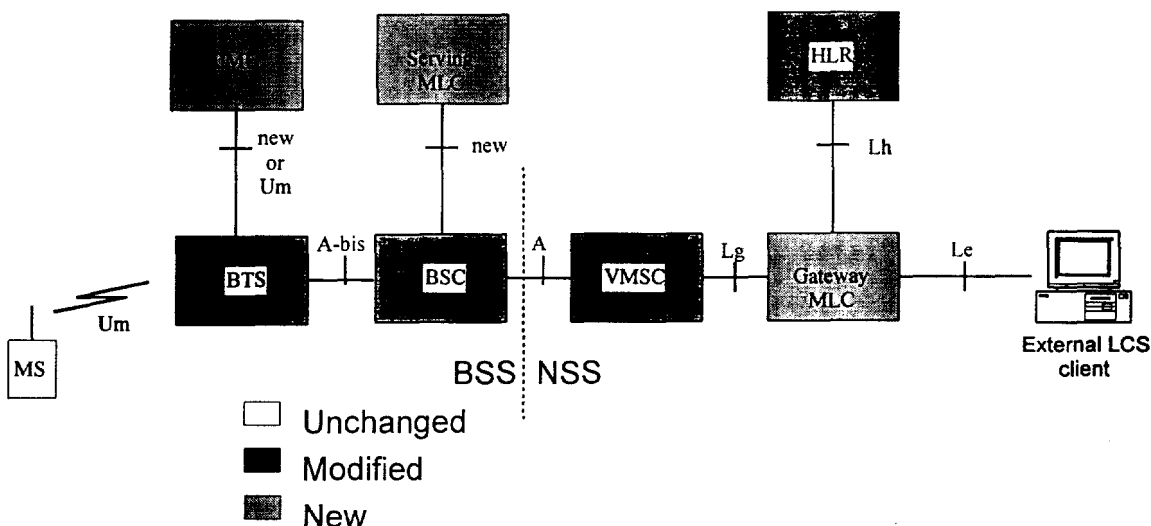 Serving
MLC
HLR
new
or
Um
new
Lh
A-bis
A
Lg
Le
BTS
BSC
VMSC
Gateway
MLC
Um
MS
BSS
NSS
External LCS
client
Unchanged
Modified
New